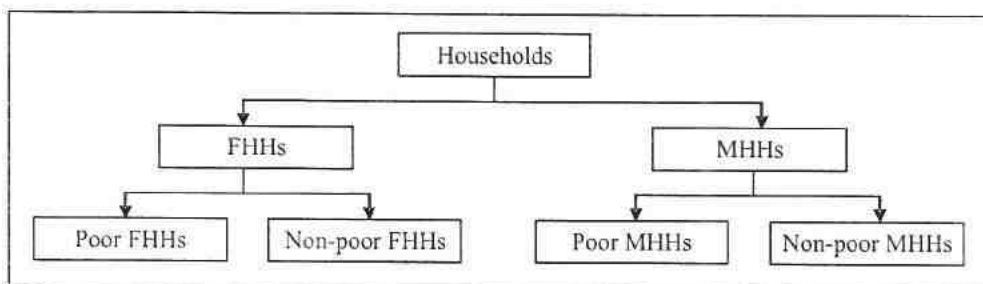 Households
FHHs
MHHs
Poor FHHs
Non-poor FHHs
Poor MHHs
Non-poor MHHs